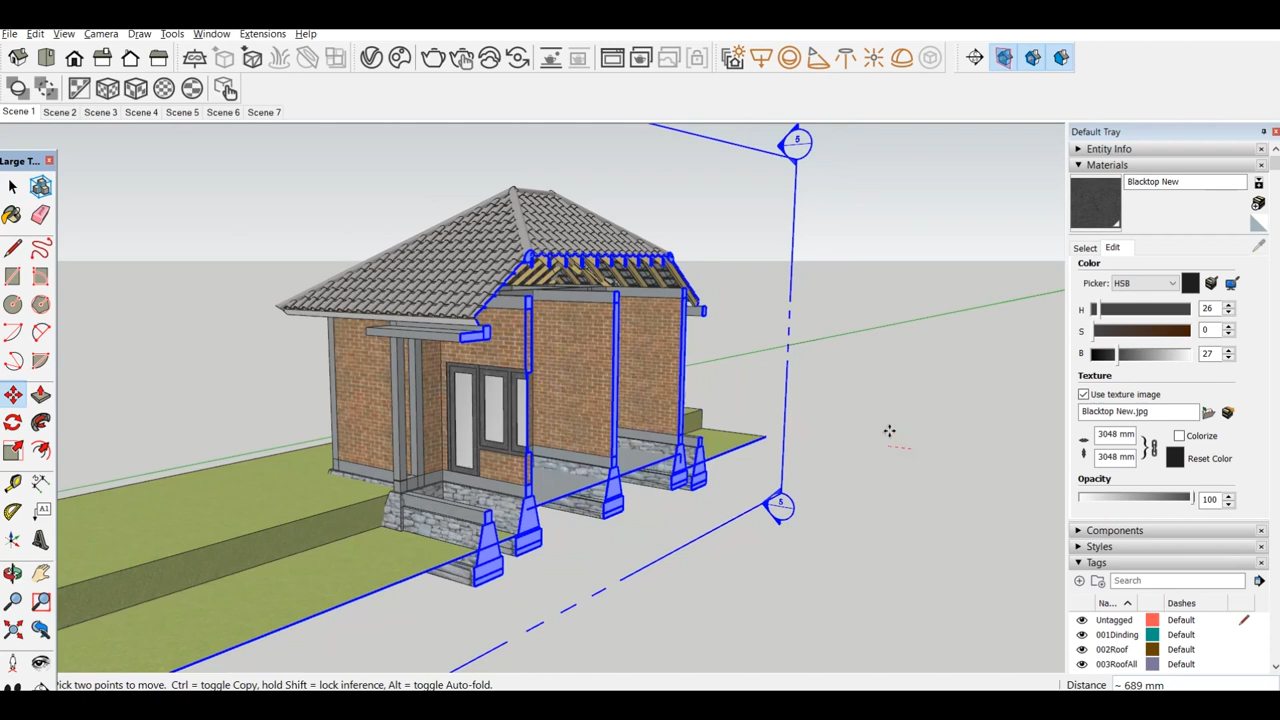 File Edit View Camera Draw Tools Window Extensions Help
Scene 1 Scene 2 Scene 3 Scene 4 Scene 5 Scene 6 Scene 7
Default Tray
Large T...
Entity Info
Materials
Blacktop New
Select Edit
Color
Picker: HSB
H 26
S 0
B 27
Texture
Use texture image
Blacktop New.jpg
3048 mm
Colorize
3048 mm
Reset Color
Opacity
100
Components
Styles
Tags
Search
Na... Dashes
Untagged Default
001Dinding Default
002Roof Default
003RoofAll Default
5
5
A1
Pick two points to move. Ctrl = toggle Copy, hold Shift = lock inference, Alt = toggle Auto-fold.
Distance ~ 689 mm